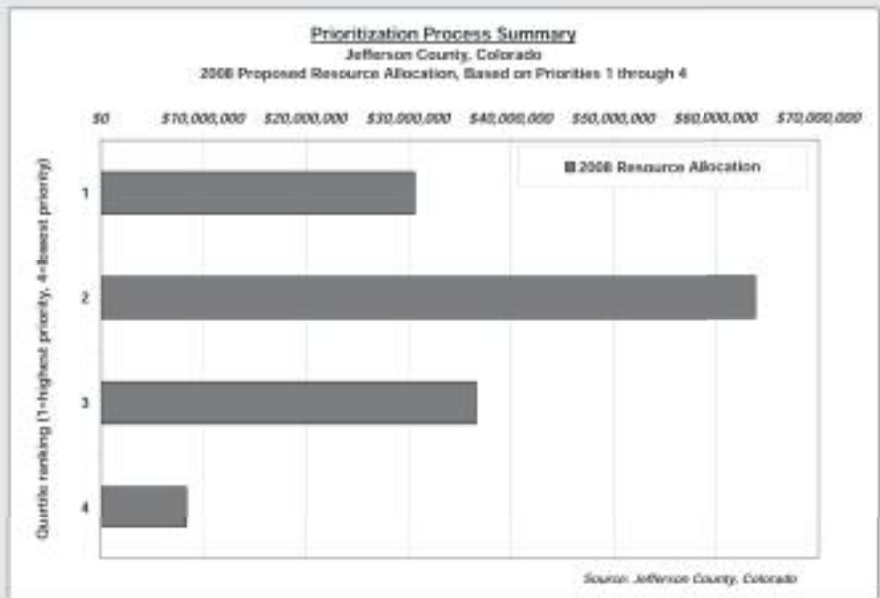 Prioritization Process Summary
Jefferson County, Colorado
2008 Proposed Resource Allocation, Based on Priorities 1 through 4
$0 $10,000,000 $20,000,000 $30,000,000 $40,000,000 $50,000,000 $60,000,000 $70,000,000
Quartile ranking (1=highest priority, 4=lowest priority)
2008 Resource Allocation
1
2
3
4
Source: Jefferson County, Colorado